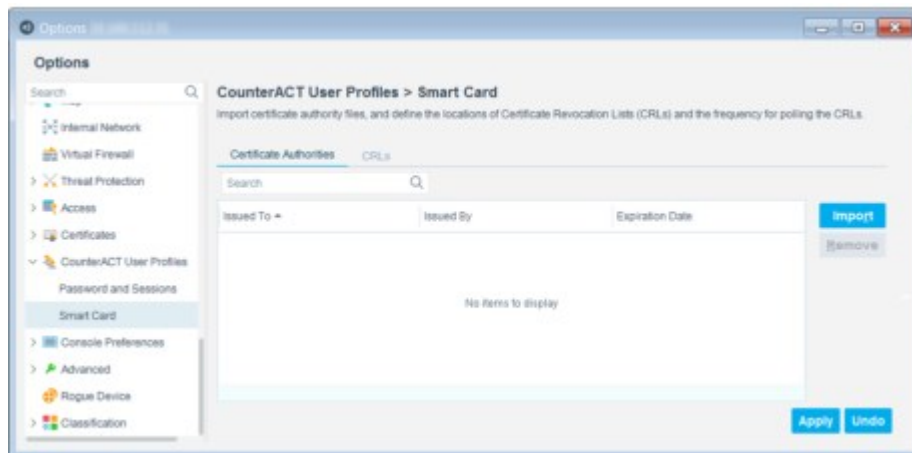 Options
Options
Search
Internal Network
Virtual Firewall
Threat Protection
Access
Certificates
CounterACT User Profiles
Password and Sessions
Smart Card
Console Preferences
Advanced
Rogue Device
Classification
CounterACT User Profiles > Smart Card
Import certificate authority files, and define the locations of Certificate Revocation Lists (CRLs) and the frequency for polling the CRLs.
Certificate Authorities CRLs
Search
Issued To Issued By Expiration Date
No items to display
Import
Remove
Apply Undo